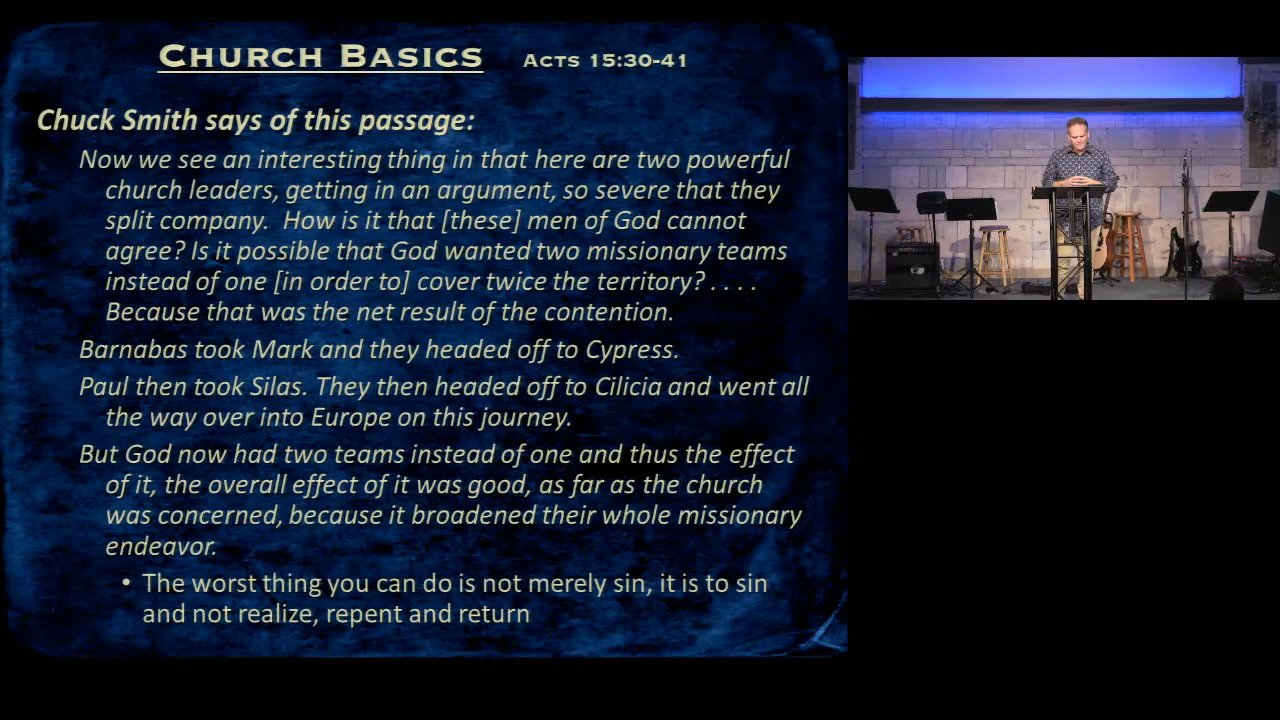 Church Basics Acts 15:30-41
Chuck Smith says of this passage:
Now we see an interesting thing in that here are two powerful
church leaders, getting in an argument, so severe that they
split company.  How is it that [these] men of God cannot
agree? Is it possible that God wanted two missionary teams
instead of one [in order to] cover twice the territory? . . . .
Because that was the net result of the contention.
Barnabas took Mark and they headed off to Cypress.
Paul then took Silas. They then headed off to Cilicia and went all
the way over into Europe on this journey.
But God now had two teams instead of one and thus the effect
of it, the overall effect of it was good, as far as the church
was concerned, because it broadened their whole missionary
endeavor.
• The worst thing you can do is not merely sin, it is to sin
and not realize, repent and return